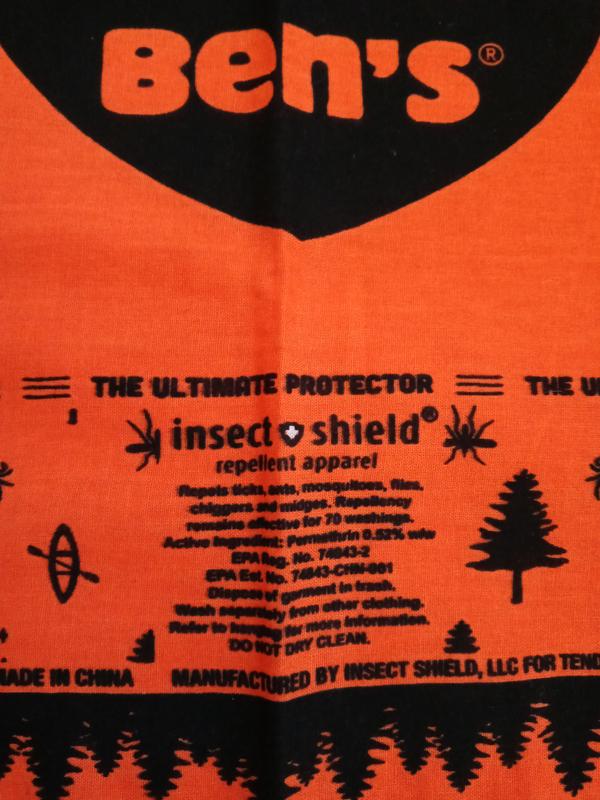 Ben's®
THE ULTIMATE PROTECTOR THE U
insect shield®
repellent apparel
Repels ticks, ants, mosquitoes, flies,
chiggers and midges. Repellency
remains effective for 70 washings.
Active Ingredient: Permethrin 0.52% w/w
EPA Reg. No. 74843-2
EPA Est. No. 74843-CHN-001
Dispose of garment in trash.
Wash separately from other clothing.
Refer to hangtag for more information.
DO NOT DRY CLEAN.
MADE IN CHINA MANUFACTURED BY INSECT SHIELD, LLC FOR TEND